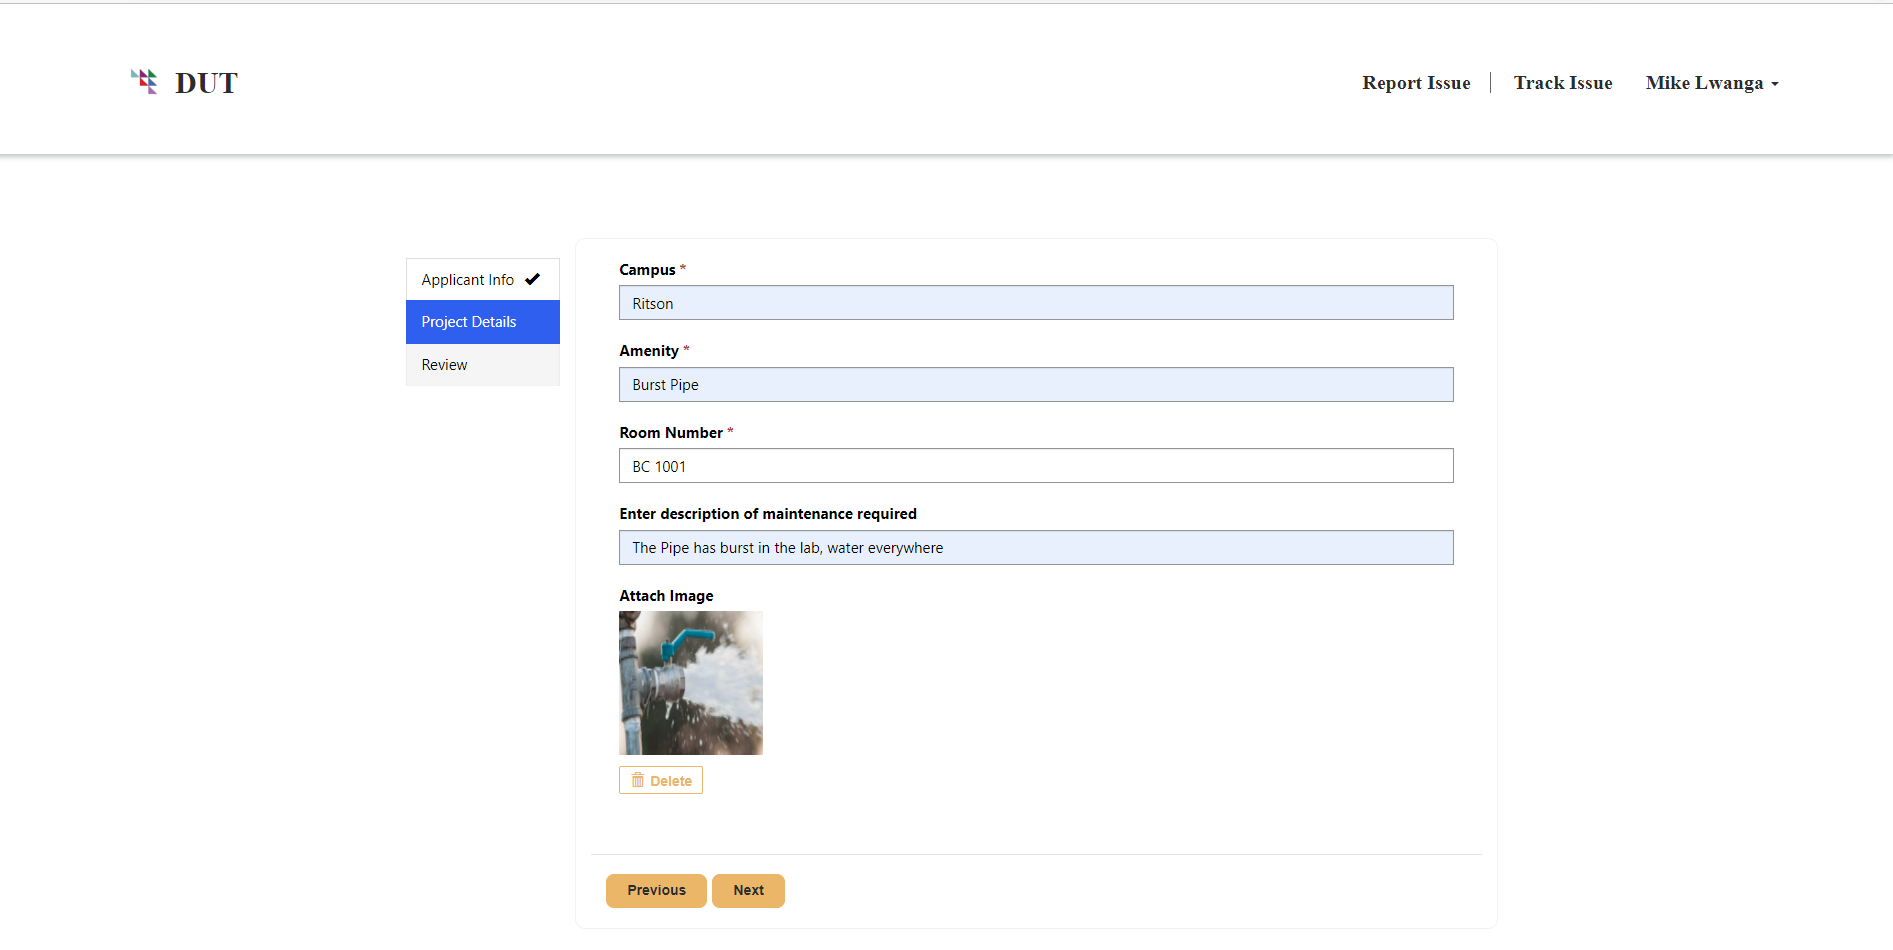 DUT
Report Issue
Track Issue
Mike Lwanga
Applicant Info
Project Details
Review
Campus *
Ritson
Amenity *
Burst Pipe
Room Number *
BC 1001
Enter description of maintenance required
The Pipe has burst in the lab, water everywhere
Attach Image
Delete
Previous
Next